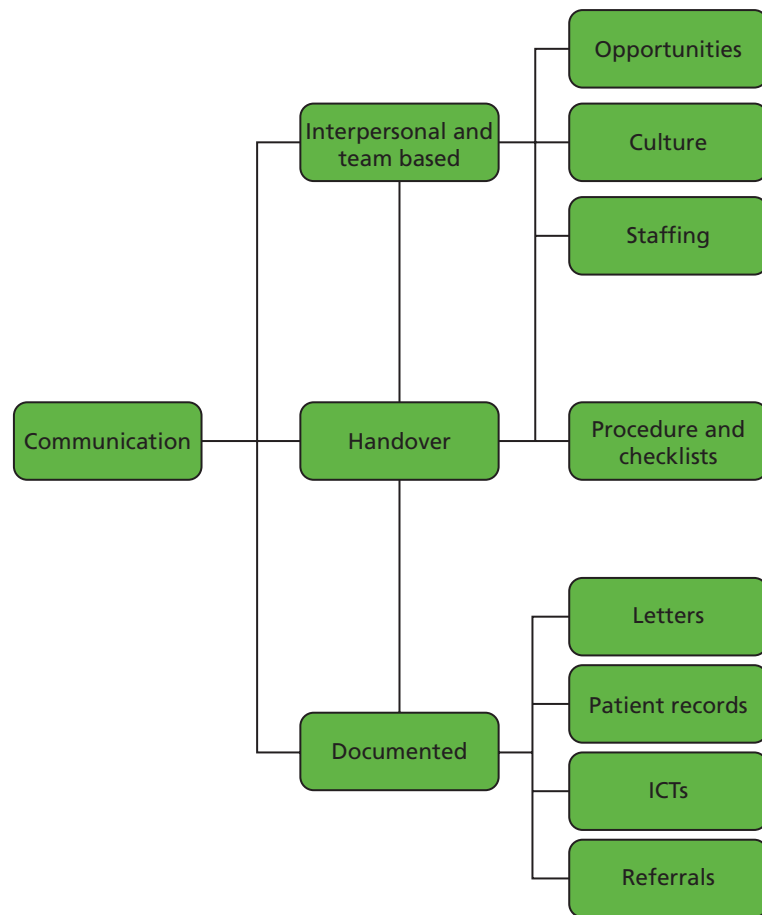 Opportunities
Interpersonal and
team based
Culture
Staffing
Communication
Handover
Procedure and
checklists
Letters
Patient records
Documented
ICTs
Referrals